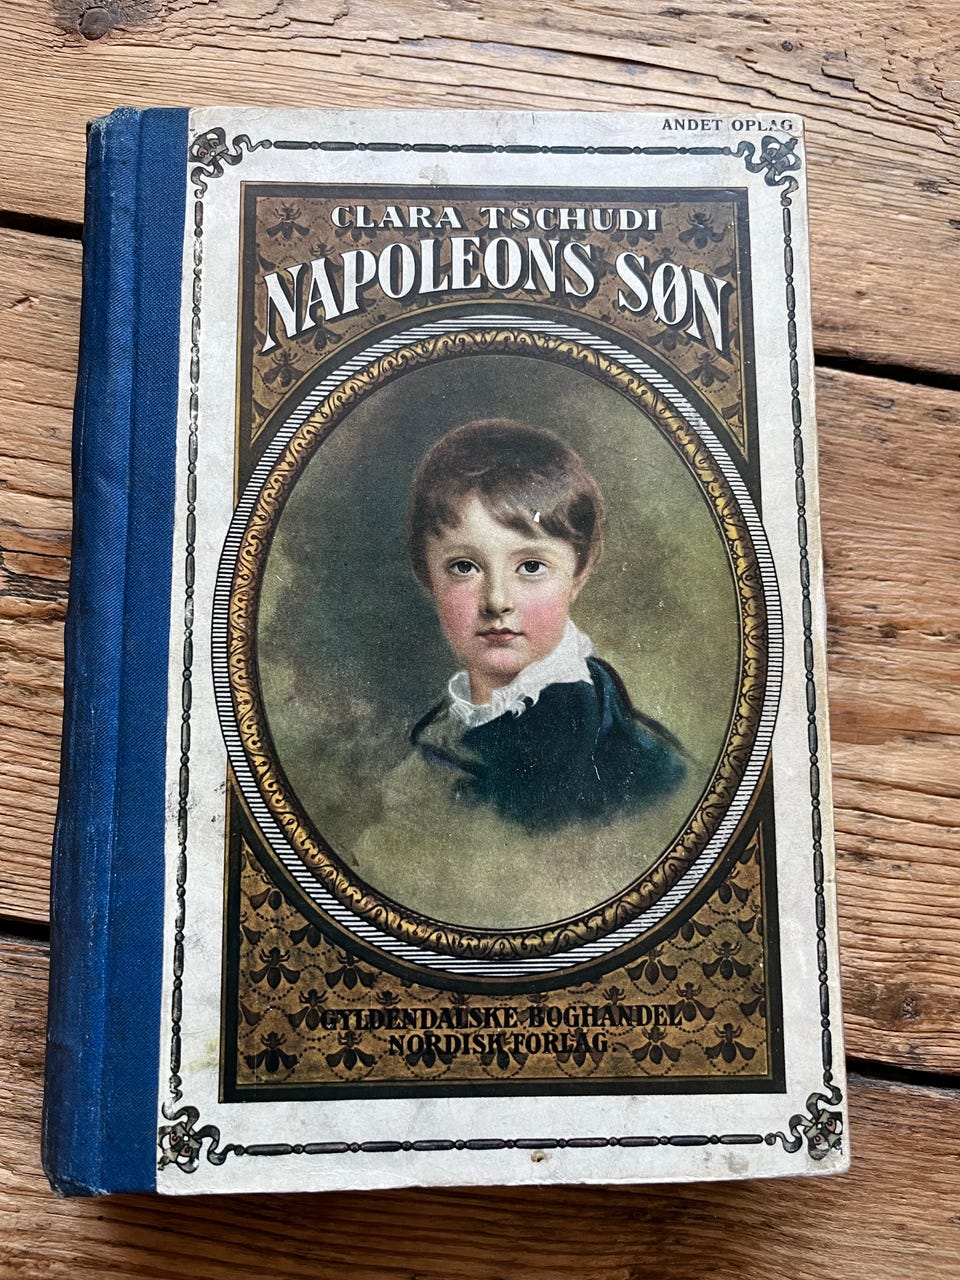 ANDET OPLAG
CLARA TSCHUDI
NAPOLEONS SØN
GYLDENDALSKE BOGHANDEL
NORDISK FORLAG